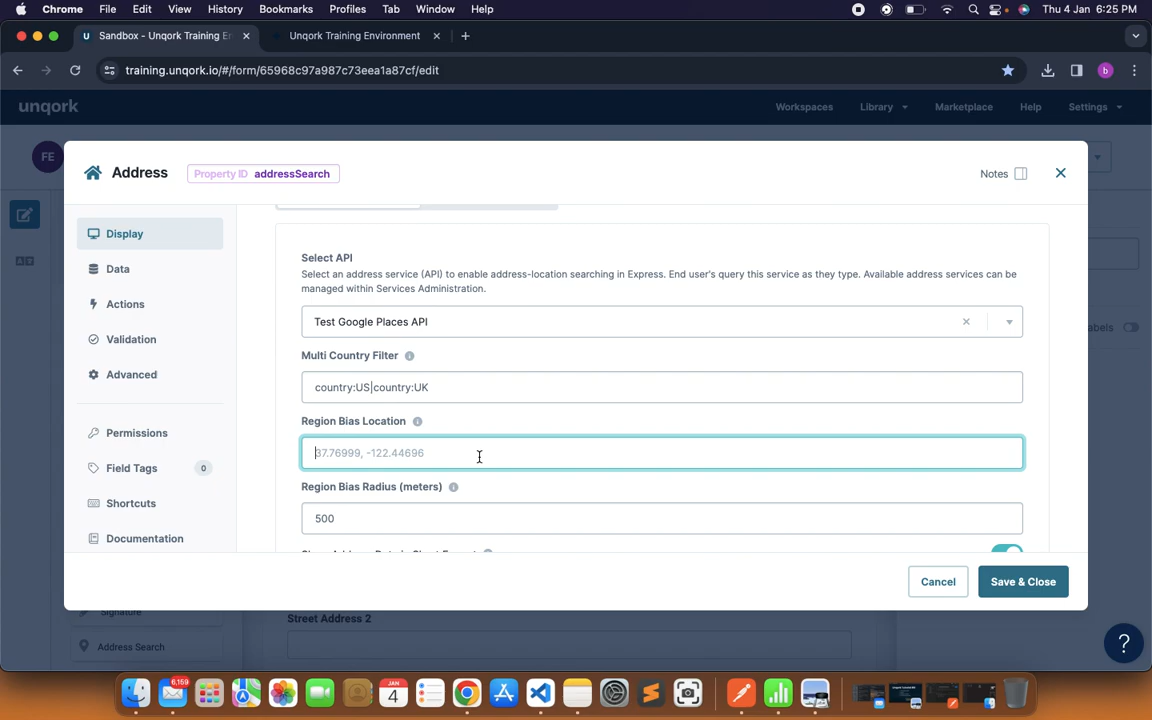 Chrome File Edit View History Bookmarks Profiles Tab Window Help Thu 4 Jan 6:25 PM
U Sandbox - Unqork Training Er Unqork Training Environment
training.unqork.io/#/form/65968c97a987c73eea1a87cf/edit b
unqork Workspaces Library Marketplace Help Settings
FE
Address Property ID addressSearch Notes
Display
Data
Actions
Validation
Advanced
Permissions
Field Tags 0
Shortcuts
Documentation
Select API
Select an address service (API) to enable address-location searching in Express. End user's query this service as they type. Available address services can be
managed within Services Administration.
Test Google Places API
Multi Country Filter
country:US|country:UK
Region Bias Location
37.76999, -122.44696
Region Bias Radius (meters)
500
Cancel Save & Close
abels
Signature
Address Search
Street Address 2
?
6,159
JAN
4